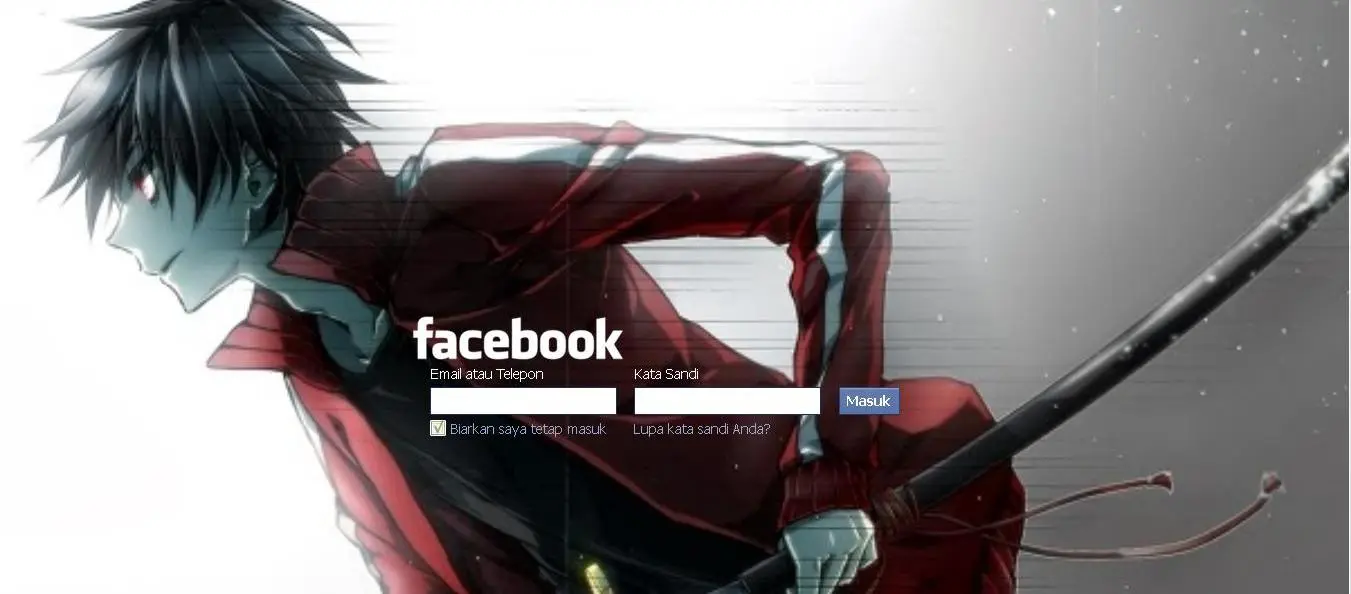 facebook
Email atau Telepon Kata Sandi
Masuk
Biarkan saya tetap masuk Lupa kata sandi Anda?